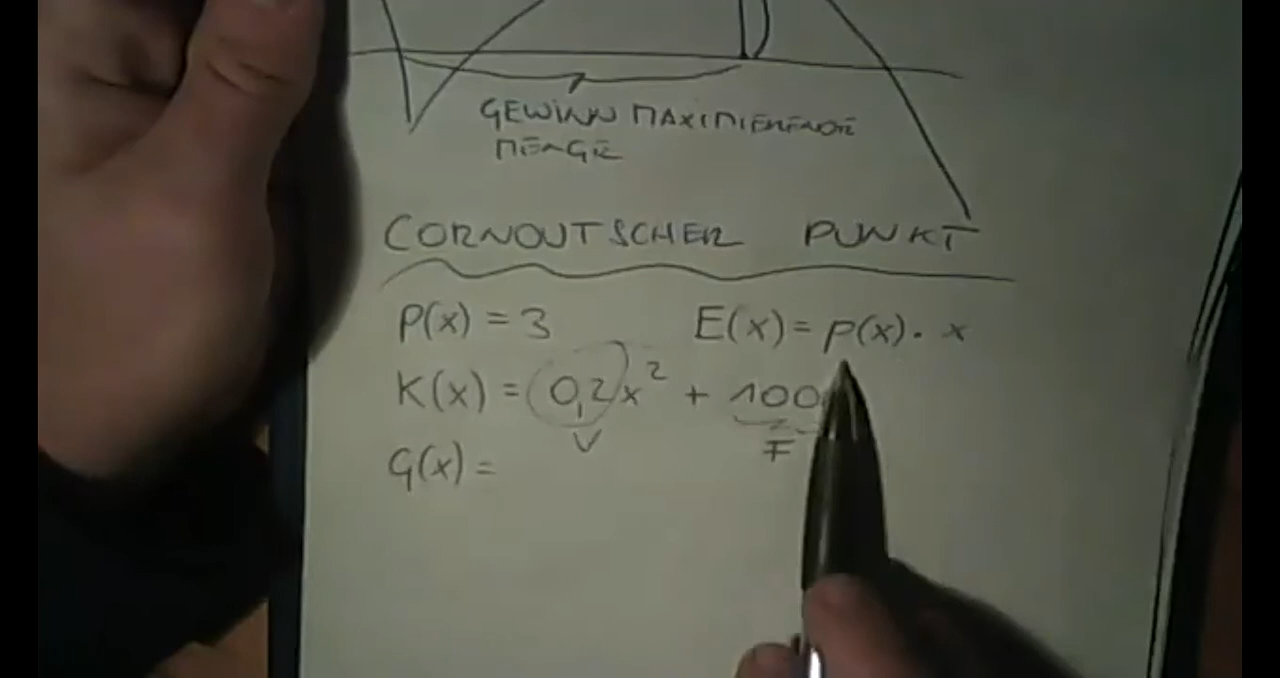 GEWINN MAXIMIERENDE
MENGE
CORNOUTSCHER PUNKT
P(x) = 3 E(x) = p(x) · x
K(x) = 0,2x² + 100
V F
G(x) =